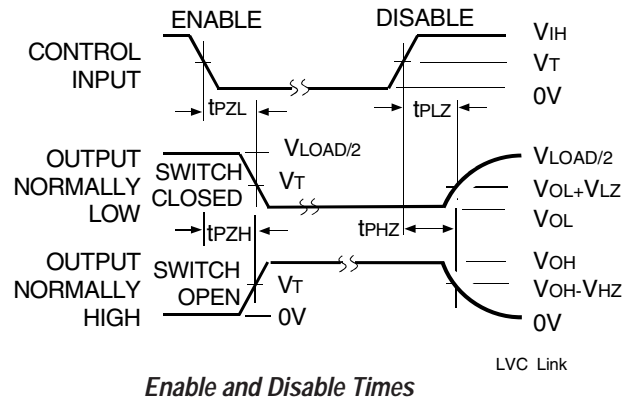 ENABLE DISABLE
CONTROL INPUT
VIH
VT
0V
tPZL tPLZ
OUTPUT NORMALLY LOW
SWITCH CLOSED
VLOAD/2
VT
VLOAD/2
VOL+VLZ
VOL
tPZH tPHZ
OUTPUT NORMALLY HIGH
SWITCH OPEN
VT
0V
VOH
VOH-VHZ
0V
LVC Link
Enable and Disable Times